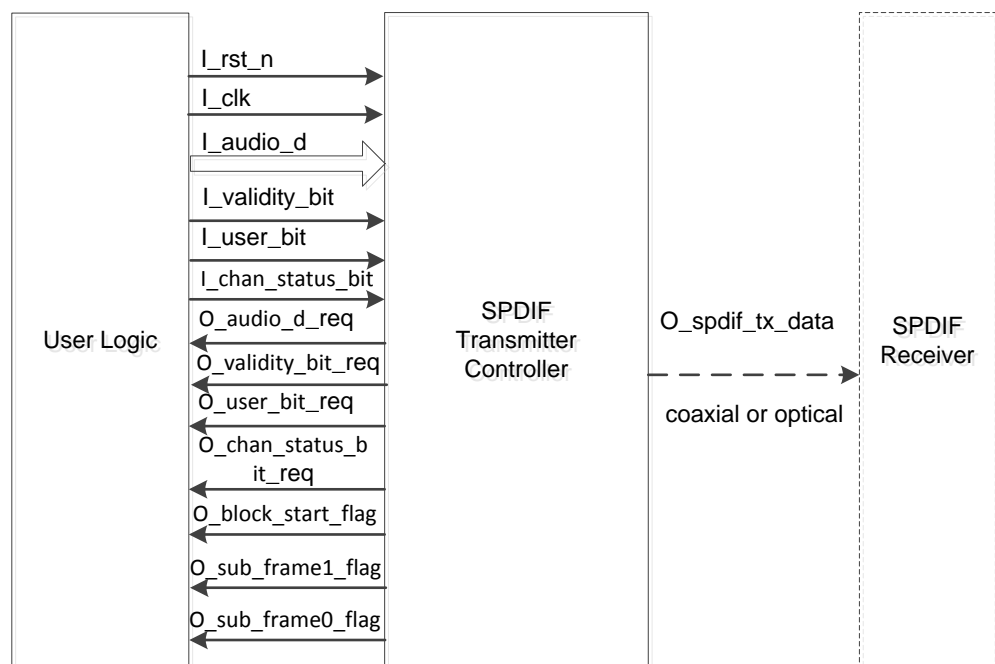 I_rst_n
I_clk
I_audio_d
I_validity_bit
I_user_bit
I_chan_status_bit
O_audio_d_req
O_validity_bit_req
O_user_bit_req
O_chan_status_b
it_req
O_block_start_flag
O_sub_frame1_flag
O_sub_frame0_flag
User Logic
SPDIF
Transmitter
Controller
O_spdif_tx_data
coaxial or optical
SPDIF
Receiver